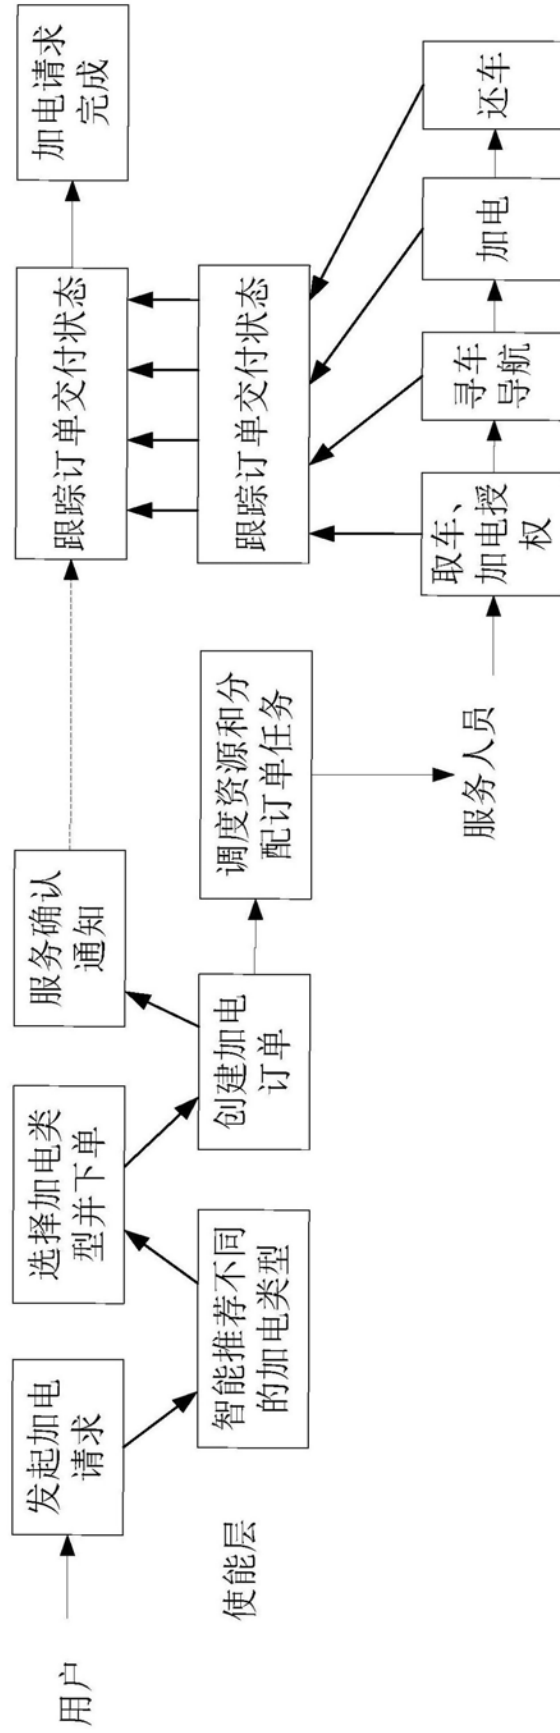 用户
发起加电
请求
选择加电类
型并下单
服务确认
通知
跟踪订单交付状态
加电请求
完成
使能层
智能推荐不同
的加电类型
创建加电
订单
调度资源和分
配订单任务
跟踪订单交付状态
服务人员
取车、
加电授
权
寻车
导航
加电
还车